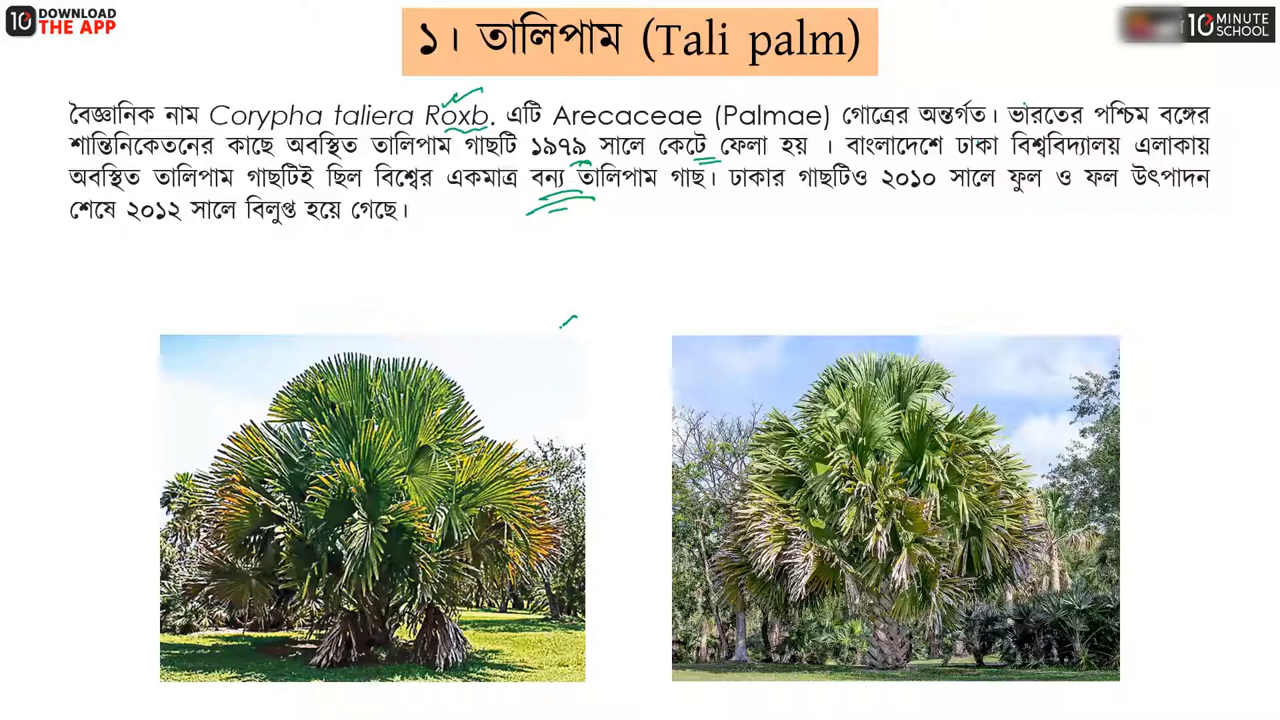 10 DOWNLOAD
THE APP
১। তালিপাম (Tali palm)
10 MINUTE
SCHOOL
বৈজ্ঞানিক নাম Corypha taliera Roxb. এটি Arecaceae (Palmae) গোত্রের অন্তর্গত। ভারতের পশ্চিম বঙ্গের
শান্তিনিকেতনের কাছে অবস্থিত তালিপাম গাছটি ১৯৭৯ সালে কেটে ফেলা হয় । বাংলাদেশে ঢাকা বিশ্ববিদ্যালয় এলাকায়
অবস্থিত তালিপাম গাছটিই ছিল বিশ্বের একমাত্র বন্য তালিপাম গাছ। ঢাকার গাছটিও ২০১০ সালে ফুল ও ফল উৎপাদন
শেষে ২০১২ সালে বিলুপ্ত হয়ে গেছে।